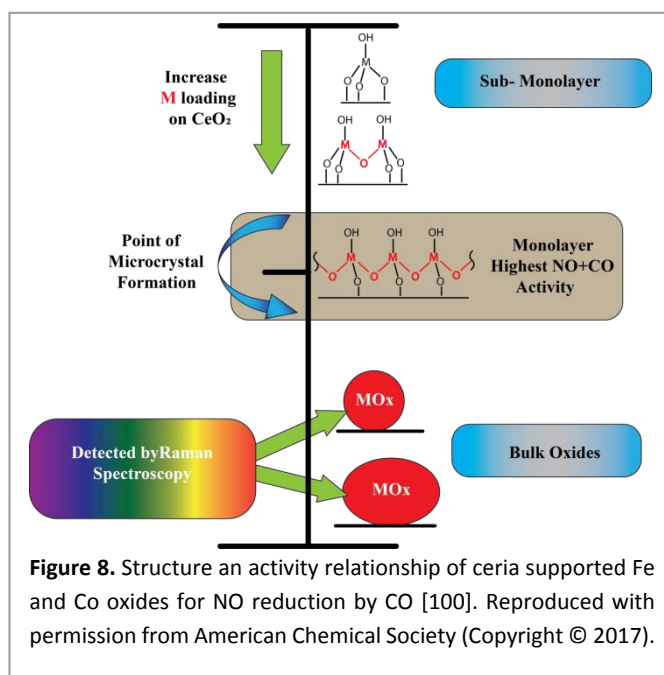 OH
M
O O O
Increase
M loading
on CeO₂
Sub- Monolayer
OH OH
M M
O O O O O
Point of
Microcrystal
Formation
OH OH OH
M M M
O O O O
O O O
Monolayer
Highest NO+CO
Activity
MOx
Detected byRaman
Spectroscopy
Bulk Oxides
MOx
Figure 8. Structure an activity relationship of ceria supported Fe
and Co oxides for NO reduction by CO [100]. Reproduced with
permission from American Chemical Society (Copyright © 2017).